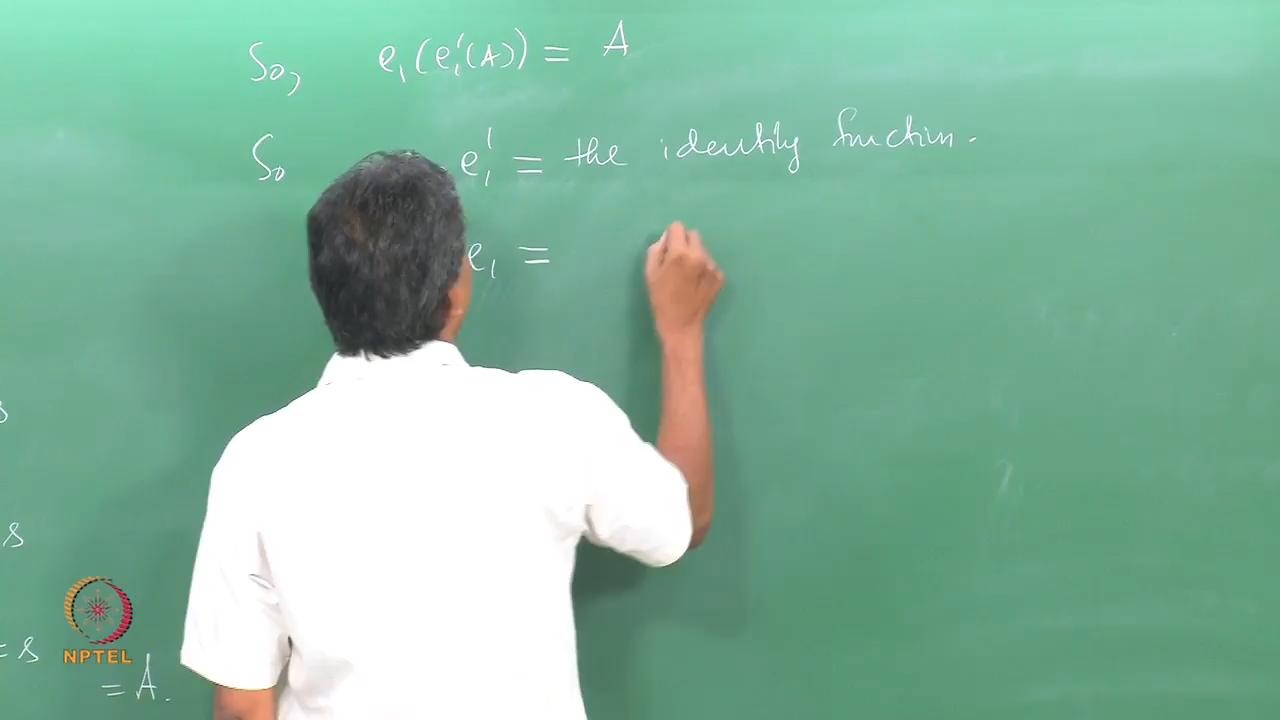 So, e₁(e₁'(A)) = A
So e₁' = the identity function.
e₁ =
s
s
= s
= A.
NPTEL